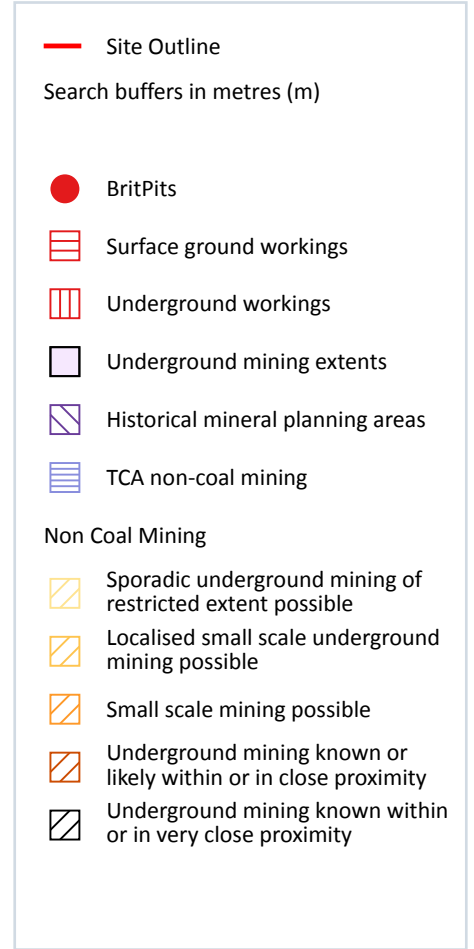 Site Outline
Search buffers in metres (m)
BritPits
Surface ground workings
Underground workings
Underground mining extents
Historical mineral planning areas
TCA non-coal mining
Non Coal Mining
Sporadic underground mining of
restricted extent possible
Localised small scale underground
mining possible
Small scale mining possible
Underground mining known or
likely within or in close proximity
Underground mining known within
or in very close proximity